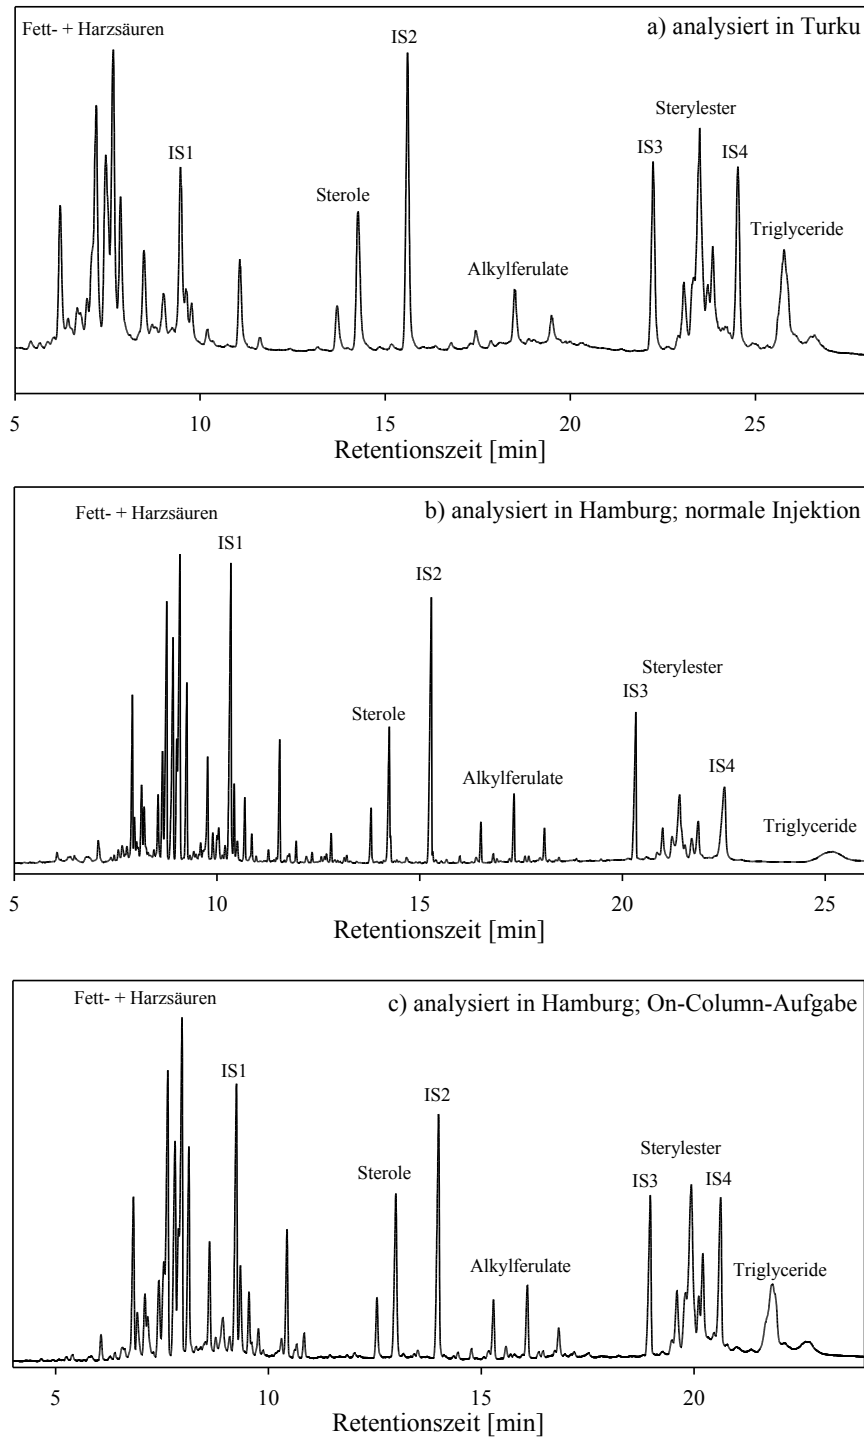 a) analysiert in Turku
Fett- + Harzsäuren
IS2
IS1
Sterole
Alkylferulate
Sterylester
IS3
IS4
Triglyceride
5 10 15 20 25
Retentionszeit [min]
b) analysiert in Hamburg; normale Injektion
Fett- + Harzsäuren
IS1
IS2
Sterole
Alkylferulate
Sterylester
IS3
IS4
Triglyceride
5 10 15 20 25
Retentionszeit [min]
c) analysiert in Hamburg; On-Column-Aufgabe
Fett- + Harzsäuren
IS1
IS2
Sterole
Alkylferulate
Sterylester
IS3
IS4
Triglyceride
5 10 15 20
Retentionszeit [min]